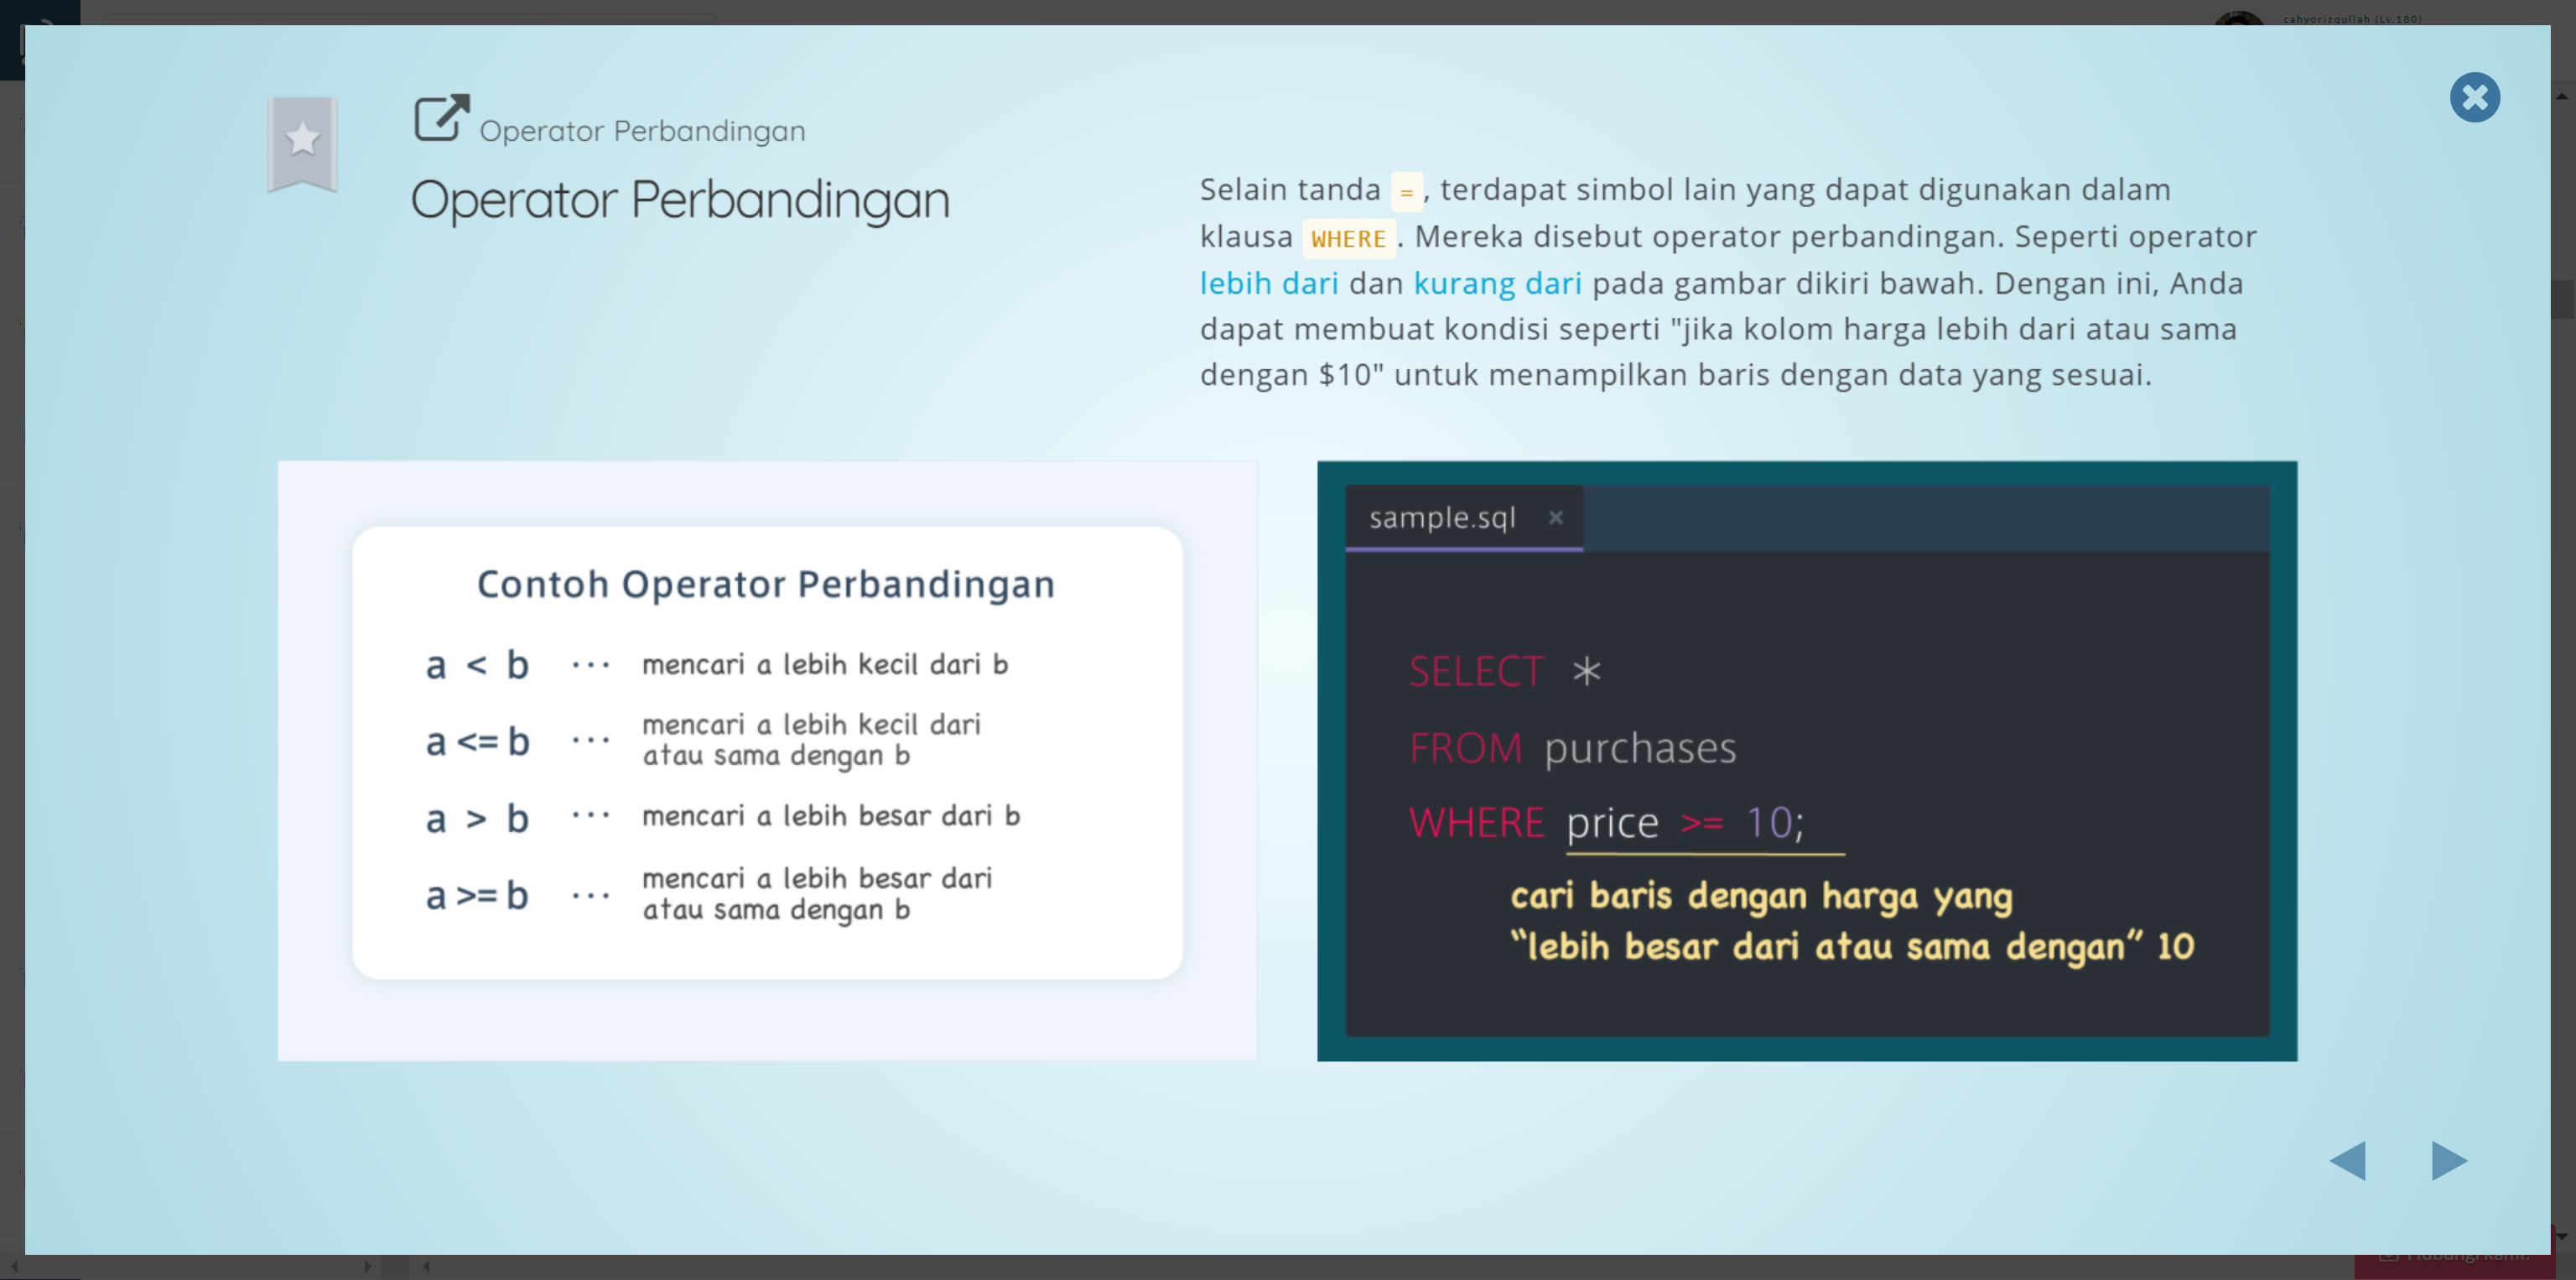 cahyorizqullah (Lv.180)
Operator Perbandingan
Operator Perbandingan
Selain tanda =, terdapat simbol lain yang dapat digunakan dalam
klausa WHERE. Mereka disebut operator perbandingan. Seperti operator
lebih dari dan kurang dari pada gambar dikiri bawah. Dengan ini, Anda
dapat membuat kondisi seperti "jika kolom harga lebih dari atau sama
dengan $10" untuk menampilkan baris dengan data yang sesuai.
Contoh Operator Perbandingan
a < b ... mencari a lebih kecil dari b
a <= b ... mencari a lebih kecil dari
atau sama dengan b
a > b ... mencari a lebih besar dari b
a >= b ... mencari a lebih besar dari
atau sama dengan b
sample.sql ×
SELECT *
FROM purchases
WHERE price >= 10;
cari baris dengan harga yang
“lebih besar dari atau sama dengan” 10